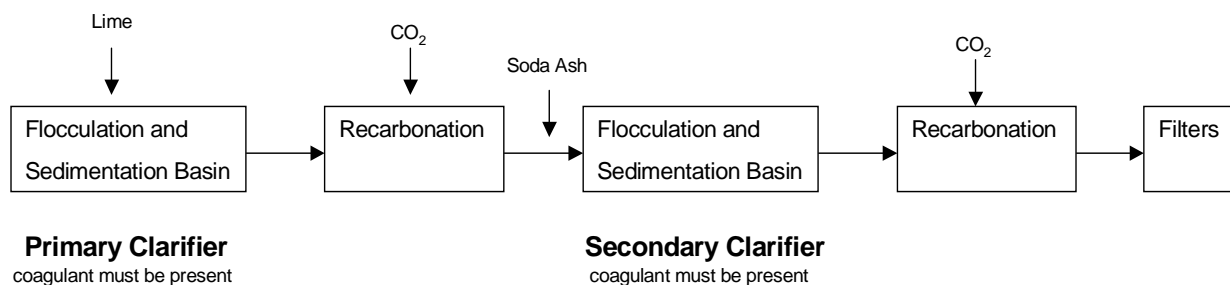 Lime
CO₂
Soda Ash
CO₂
Flocculation and
Sedimentation Basin
Recarbonation
Flocculation and
Sedimentation Basin
Recarbonation
Filters
Primary Clarifier
coagulant must be present
Secondary Clarifier
coagulant must be present